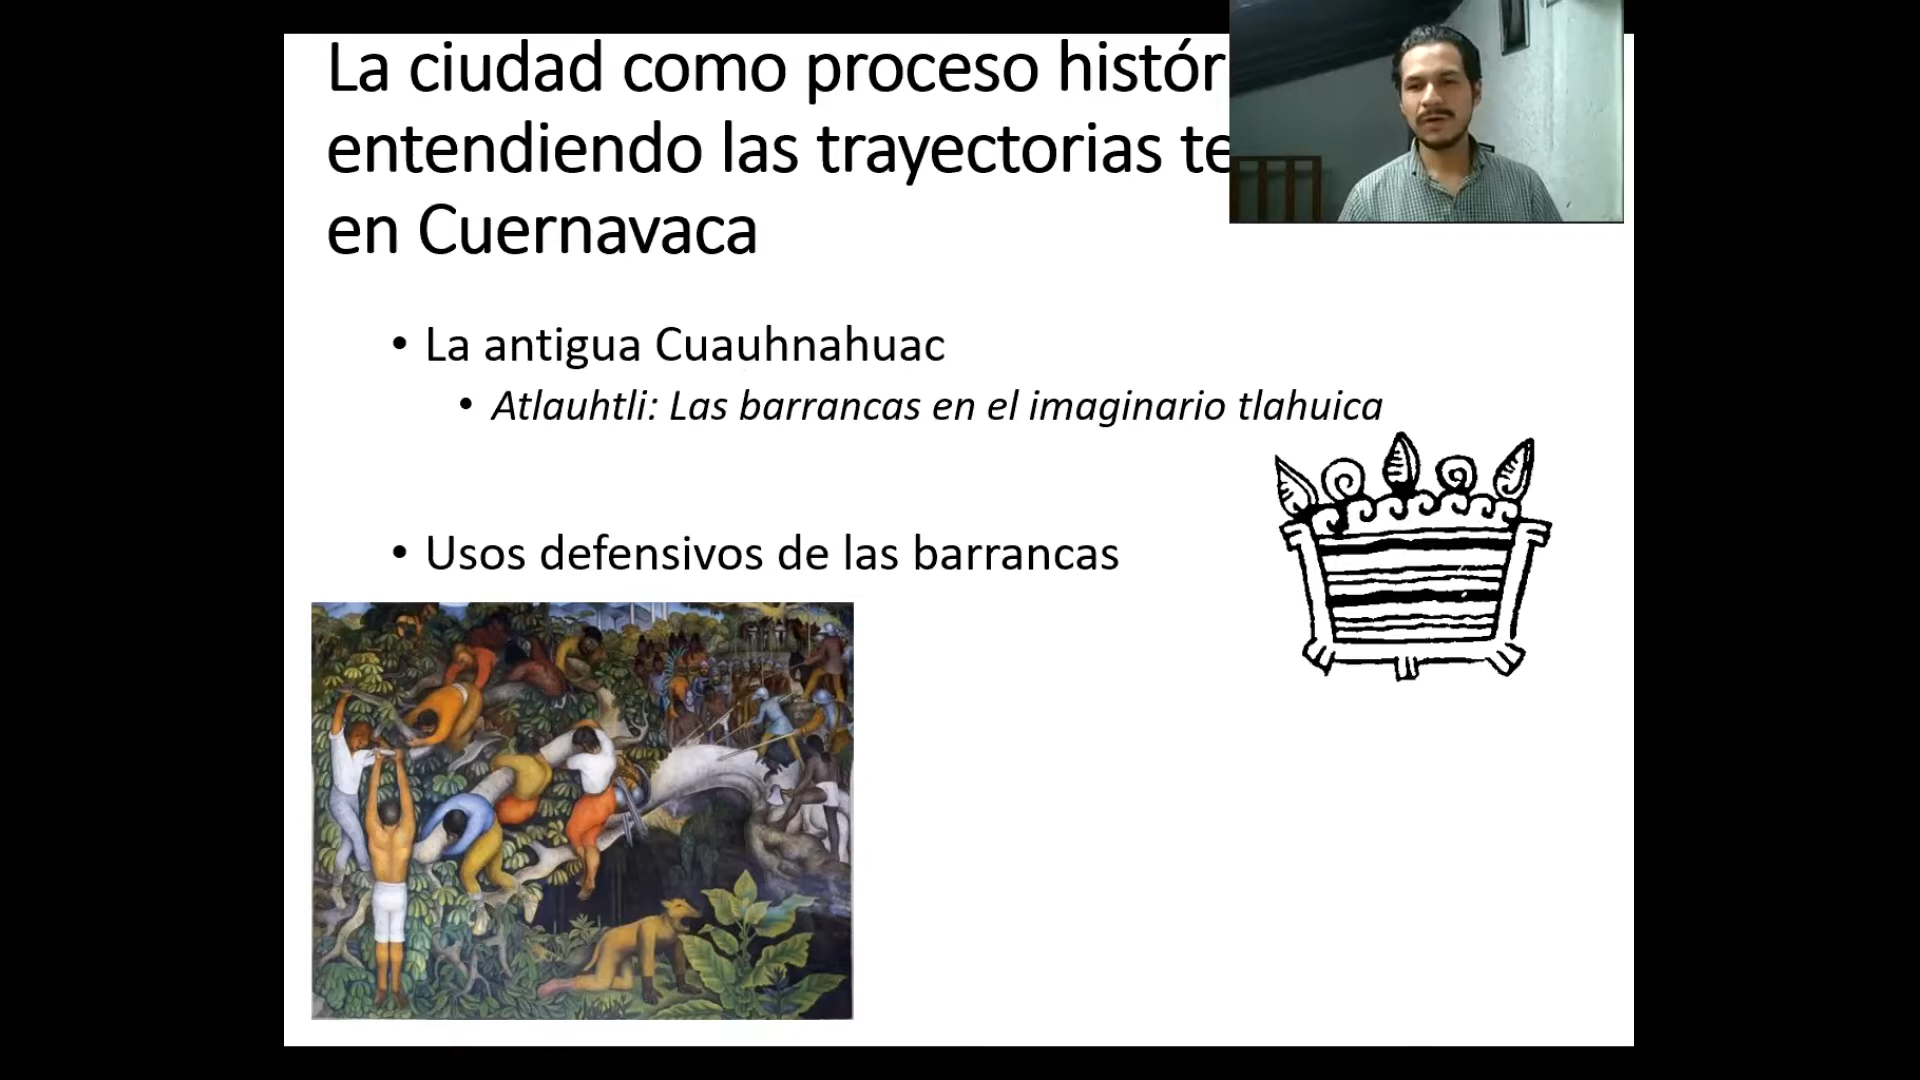 La ciudad como proceso histór
entendiendo las trayectorias te
en Cuernavaca
• La antigua Cuauhnahuac
• Atlauhtli: Las barrancas en el imaginario tlahuica
• Usos defensivos de las barrancas